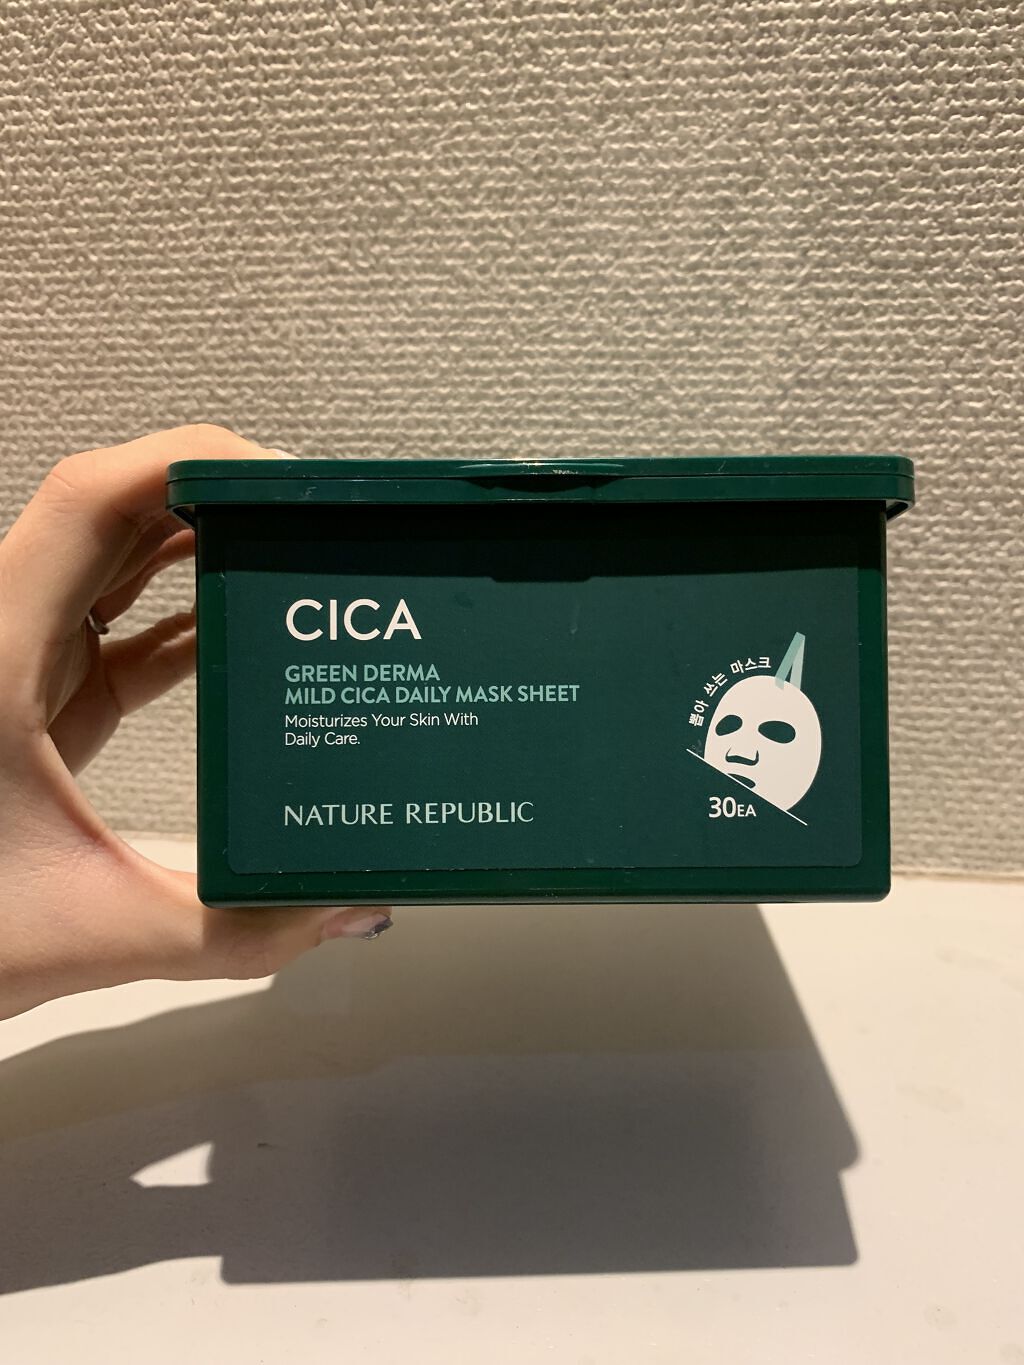 CICA
GREEN DERMA
MILD CICA DAILY MASK SHEET
Moisturizes Your Skin With
Daily Care.
NATURE REPUBLIC
뽑아 쓰는 마스크
30EA